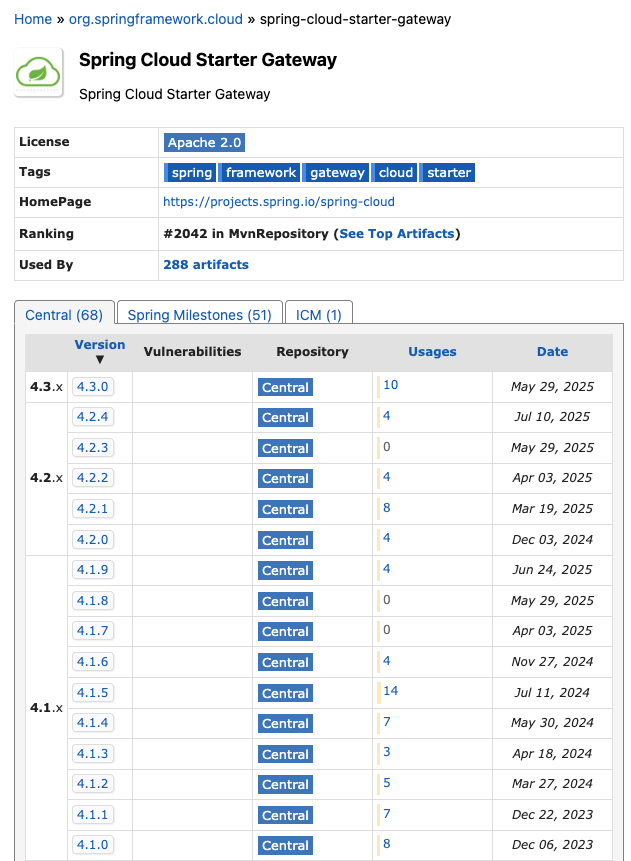 Home » org.springframework.cloud » spring-cloud-starter-gateway
Spring Cloud Starter Gateway
Spring Cloud Starter Gateway
License Apache 2.0
Tags spring framework gateway cloud starter
HomePage https://projects.spring.io/spring-cloud
Ranking #2042 in MvnRepository (See Top Artifacts)
Used By 288 artifacts
Central (68) Spring Milestones (51) ICM (1)
Version ▼ Vulnerabilities Repository Usages Date
4.3.x 4.3.0 Central 10 May 29, 2025
4.2.4 Central 4 Jul 10, 2025
4.2.3 Central 0 May 29, 2025
4.2.x 4.2.2 Central 4 Apr 03, 2025
4.2.1 Central 8 Mar 19, 2025
4.2.0 Central 4 Dec 03, 2024
4.1.9 Central 4 Jun 24, 2025
4.1.8 Central 0 May 29, 2025
4.1.7 Central 0 Apr 03, 2025
4.1.6 Central 4 Nov 27, 2024
4.1.x 4.1.5 Central 14 Jul 11, 2024
4.1.4 Central 7 May 30, 2024
4.1.3 Central 3 Apr 18, 2024
4.1.2 Central 5 Mar 27, 2024
4.1.1 Central 7 Dec 22, 2023
4.1.0 Central 8 Dec 06, 2023